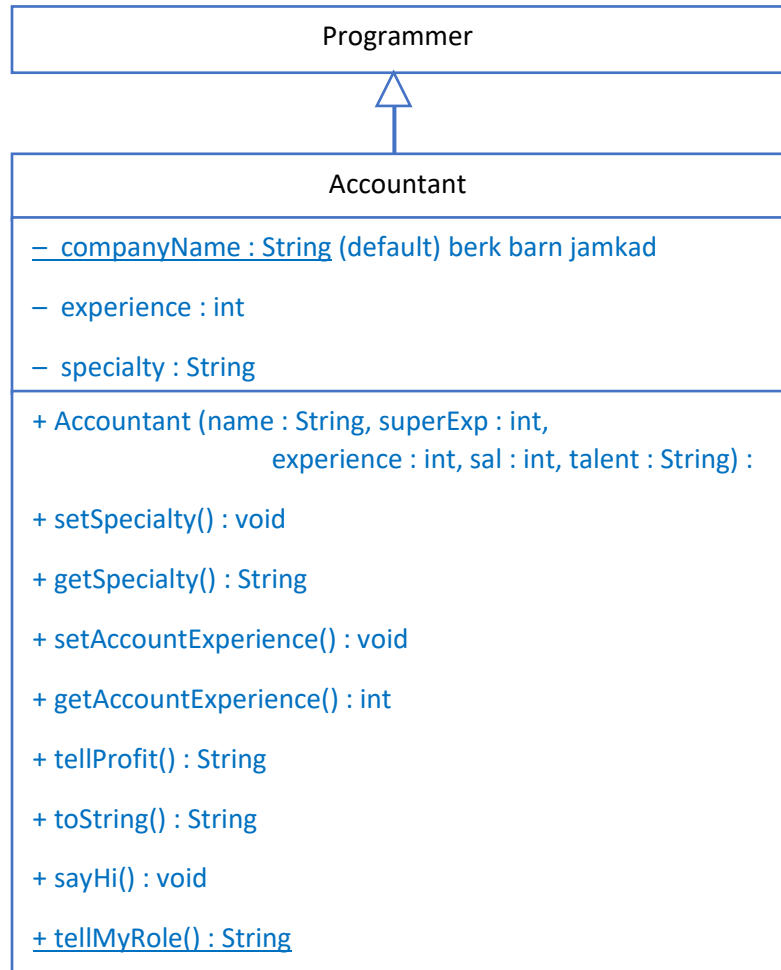 Programmer
Accountant
– companyName : String (default) berk barn jamkad
– experience : int
– specialty : String
+ Accountant (name : String, superExp : int,
experience : int, sal : int, talent : String) :
+ setSpecialty() : void
+ getSpecialty() : String
+ setAccountExperience() : void
+ getAccountExperience() : int
+ tellProfit() : String
+ toString() : String
+ sayHi() : void
+ tellMyRole() : String